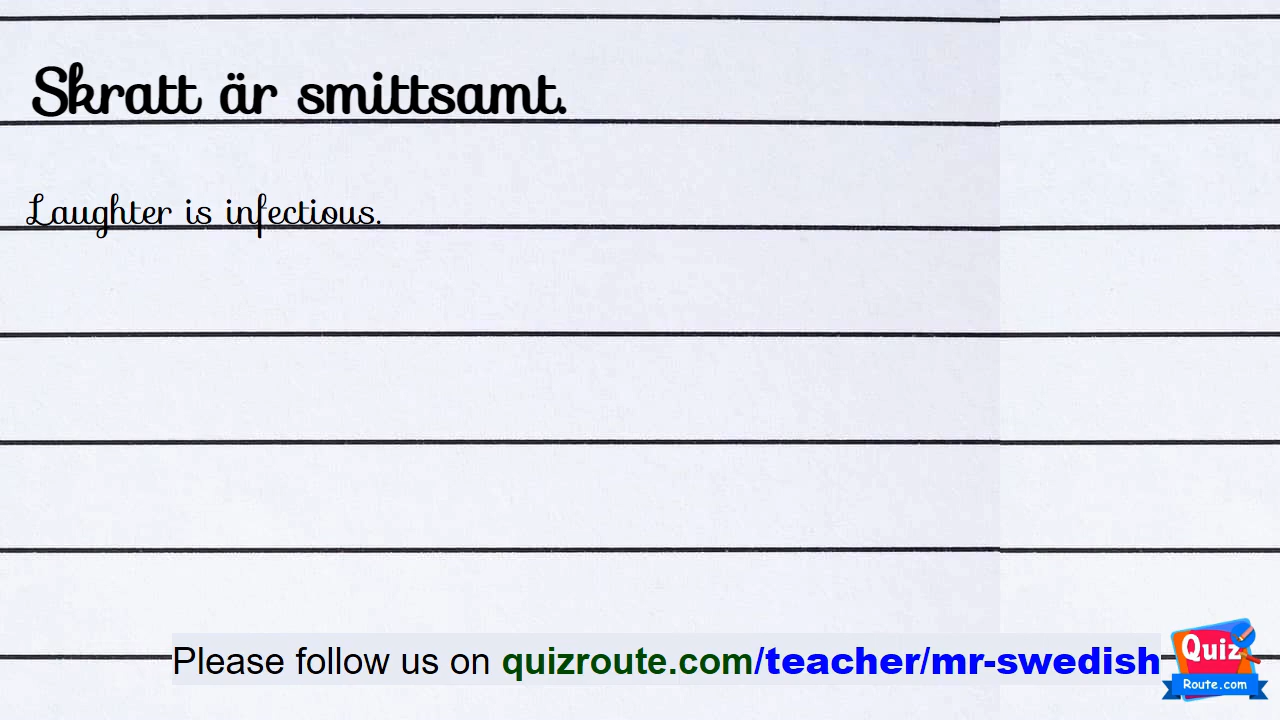 Skratt är smittsamt.
Laughter is infectious.
Please follow us on quizroute.com/teacher/mr-swedish
Quiz
Route.com